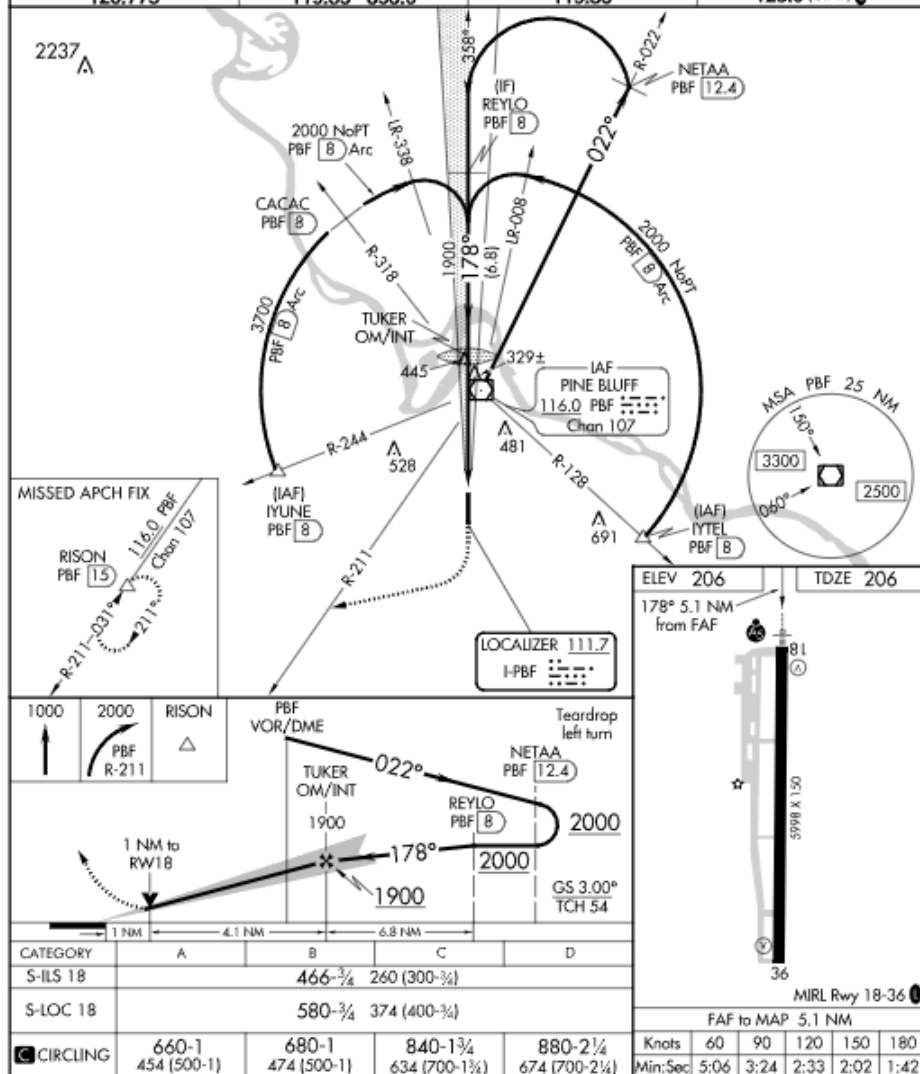 2237
358°
R-022
NETAA
PBF 12.4
(IF)
REYLO
PBF 8
2000 NoPT
PBF 8 Arc
LR-338
022°
CACAC
PBF 8
R-318
1900
178°
(6.8)
LR-008
2000 NoPT
PBF 8 Arc
3700
PBF 8 Arc
TUKER
OM/INT
445
329±
IAF
PINE BLUFF
116.0 PBF
Chan 107
MSA PBF 25 NM
150°
3300
060°
2500
R-244
528
481
R-128
(IAF)
IYUNE
PBF 8
691
(IAF)
IYTEL
PBF 8
R-211
MISSED APCH FIX
116.0 PBF
Chan 107
RISON
PBF 15
031°
211°
R-211
LOCALIZER 111.7
I-PBF
ELEV 206
TDZE 206
178° 5.1 NM
from FAF
A5
18
V
5998 X 150
V
36
MIRL Rwy 18-36 L
1000
2000
PBF
R-211
RISON
PBF
VOR/DME
Teardrop
left turn
022°
NETAA
PBF 12.4
TUKER
OM/INT
1900
REYLO
PBF 8
2000
1 NM to
RW18
178°
2000
1900
GS 3.00°
TCH 54
1 NM
4.1 NM
6.8 NM
CATEGORY A B C D
S-ILS 18 466-¾ 260 (300-¾)
S-LOC 18 580-¾ 374 (400-¾)
C CIRCLING 660-1 680-1 840-1¾ 880-2¼
454 (500-1) 474 (500-1) 634 (700-1¾) 674 (700-2¼)
FAF to MAP 5.1 NM
Knots 60 90 120 150 180
Min:Sec 5:06 3:24 2:33 2:02 1:42